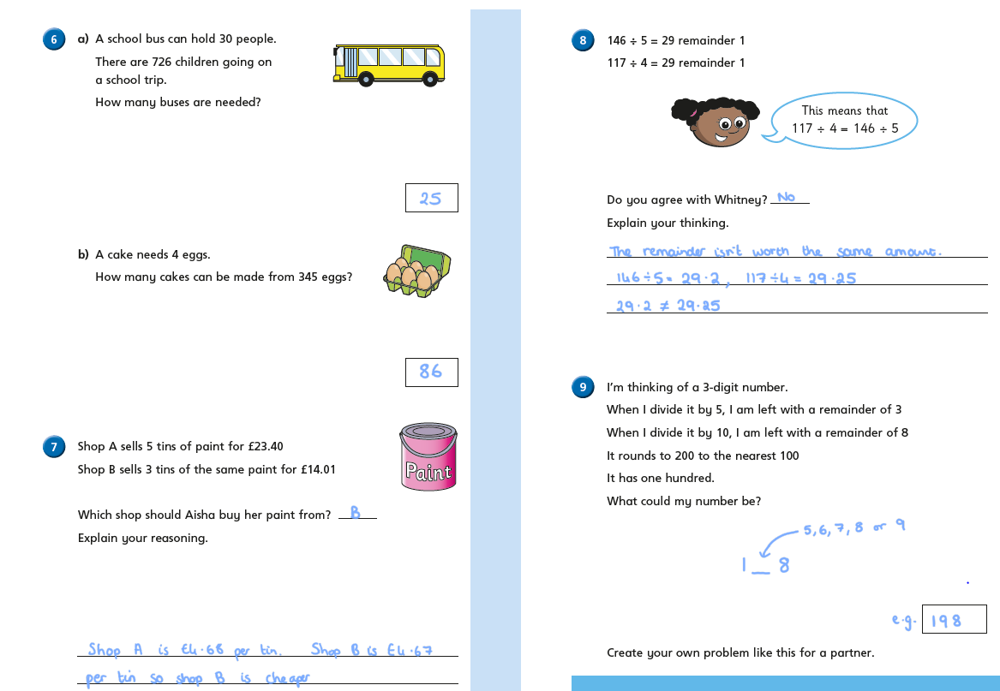 6 a) A school bus can hold 30 people.
There are 726 children going on
a school trip.
How many buses are needed?
25
b) A cake needs 4 eggs.
How many cakes can be made from 345 eggs?
86
7 Shop A sells 5 tins of paint for £23.40
Shop B sells 3 tins of the same paint for £14.01
Paint
Which shop should Aisha buy her paint from? B
Explain your reasoning.
Shop A is £4.68 per tin. Shop B is £4.67
per tin so shop B is cheaper
8 146 ÷ 5 = 29 remainder 1
117 ÷ 4 = 29 remainder 1
This means that
117 ÷ 4 = 146 ÷ 5
Do you agree with Whitney? No
Explain your thinking.
The remainder isn't worth the same amount.
146÷5= 29.2, 117÷4= 29.25
29.2 ≠ 29.25
9 I'm thinking of a 3-digit number.
When I divide it by 5, I am left with a remainder of 3
When I divide it by 10, I am left with a remainder of 8
It rounds to 200 to the nearest 100
It has one hundred.
What could my number be?
5,6,7,8 or 9
1 _ 8
e.g. 198
Create your own problem like this for a partner.